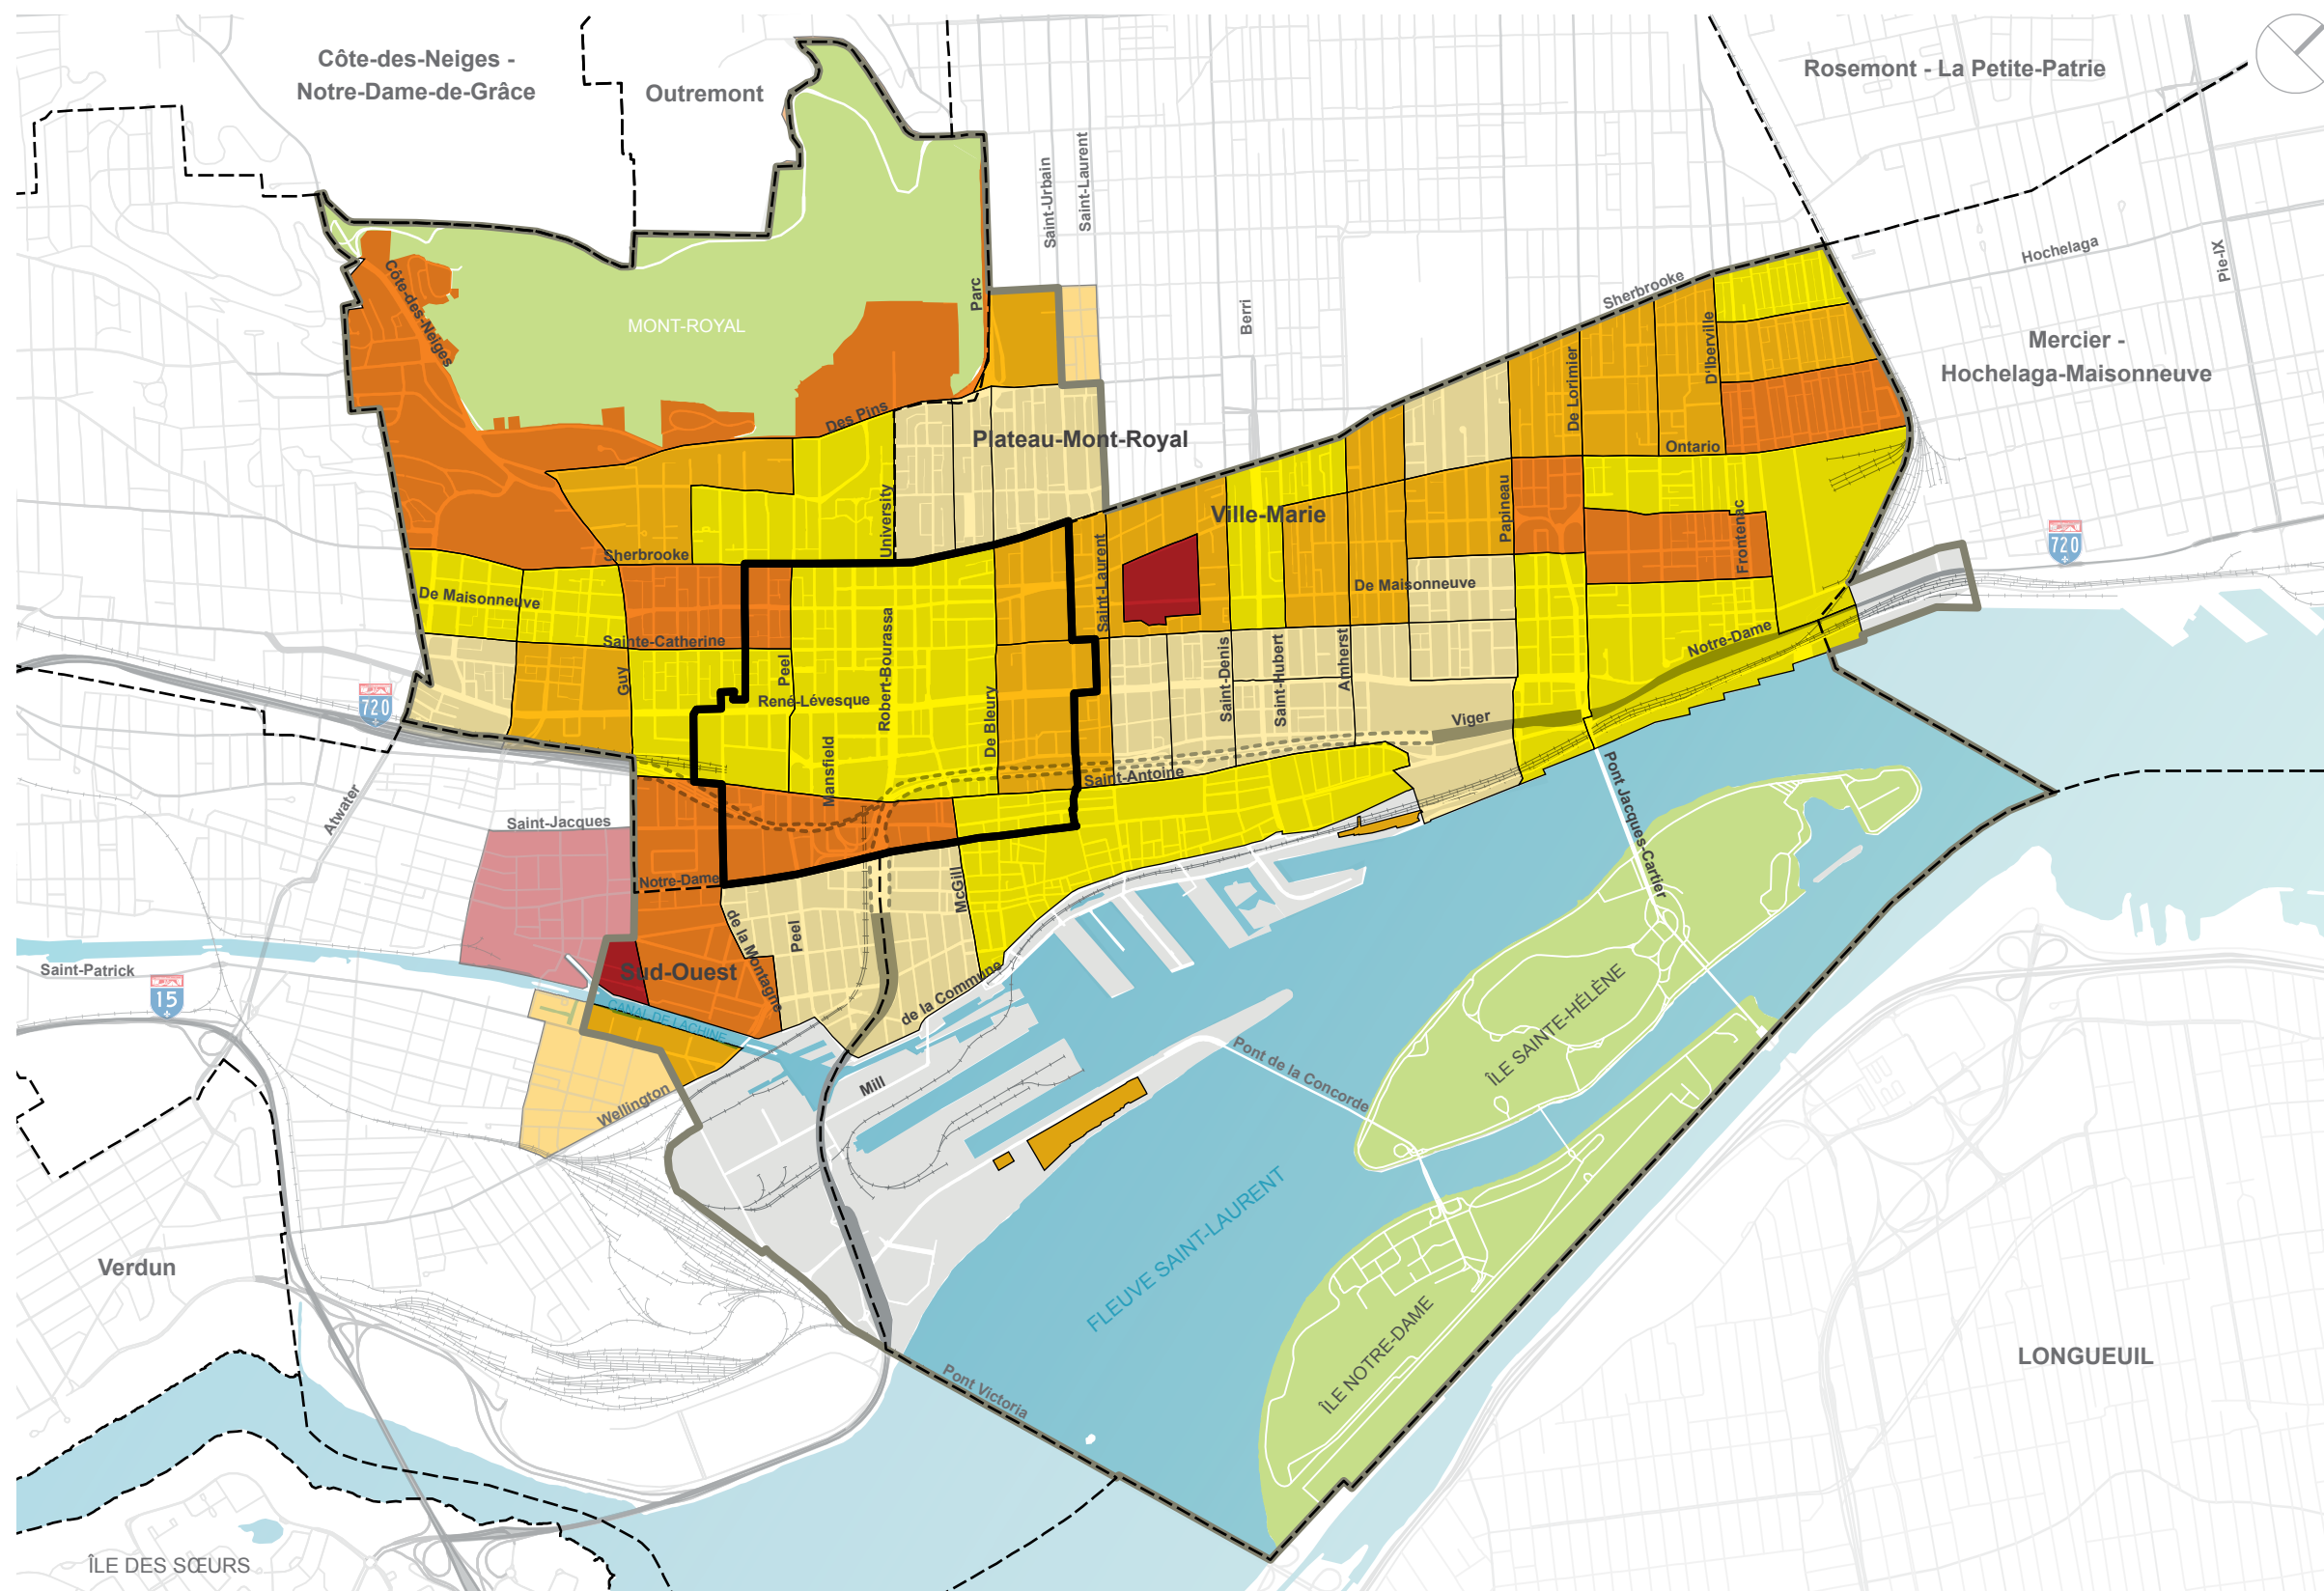 Côte-des-Neiges -
Notre-Dame-de-Grâce
Outremont
Rosemont - La Petite-Patrie
Saint-Urbain
Saint-Laurent
Hochelaga
Pie-IX
Côte-des-Neiges
Parc
MONT-ROYAL
Berri
Sherbrooke
Mercier -
Hochelaga-Maisonneuve
De Lorimier
D'Iberville
Des Pins
Plateau-Mont-Royal
Ontario
University
Ville-Marie
Papineau
Frontenac
720
Sherbrooke
De Maisonneuve
Saint-Laurent
De Maisonneuve
Sainte-Catherine
Guy
Peel
Robert-Bourassa
René-Lévesque
De Bleury
Mansfield
Saint-Denis
Saint-Hubert
Amherst
Notre-Dame
Viger
720
Saint-Antoine
Atwater
Saint-Jacques
Notre-Dame
McGill
Pont Jacques-Cartier
de la Montagne
Peel
Sud-Ouest
Saint-Patrick
15
de la Commune
CANAL DE LACHINE
Mill
Wellington
Pont de la Concorde
ÎLE SAINTE-HÉLÈNE
FLEUVE SAINT-LAURENT
Verdun
ÎLE NOTRE-DAME
LONGUEUIL
Pont Victoria
ÎLE DES SŒURS